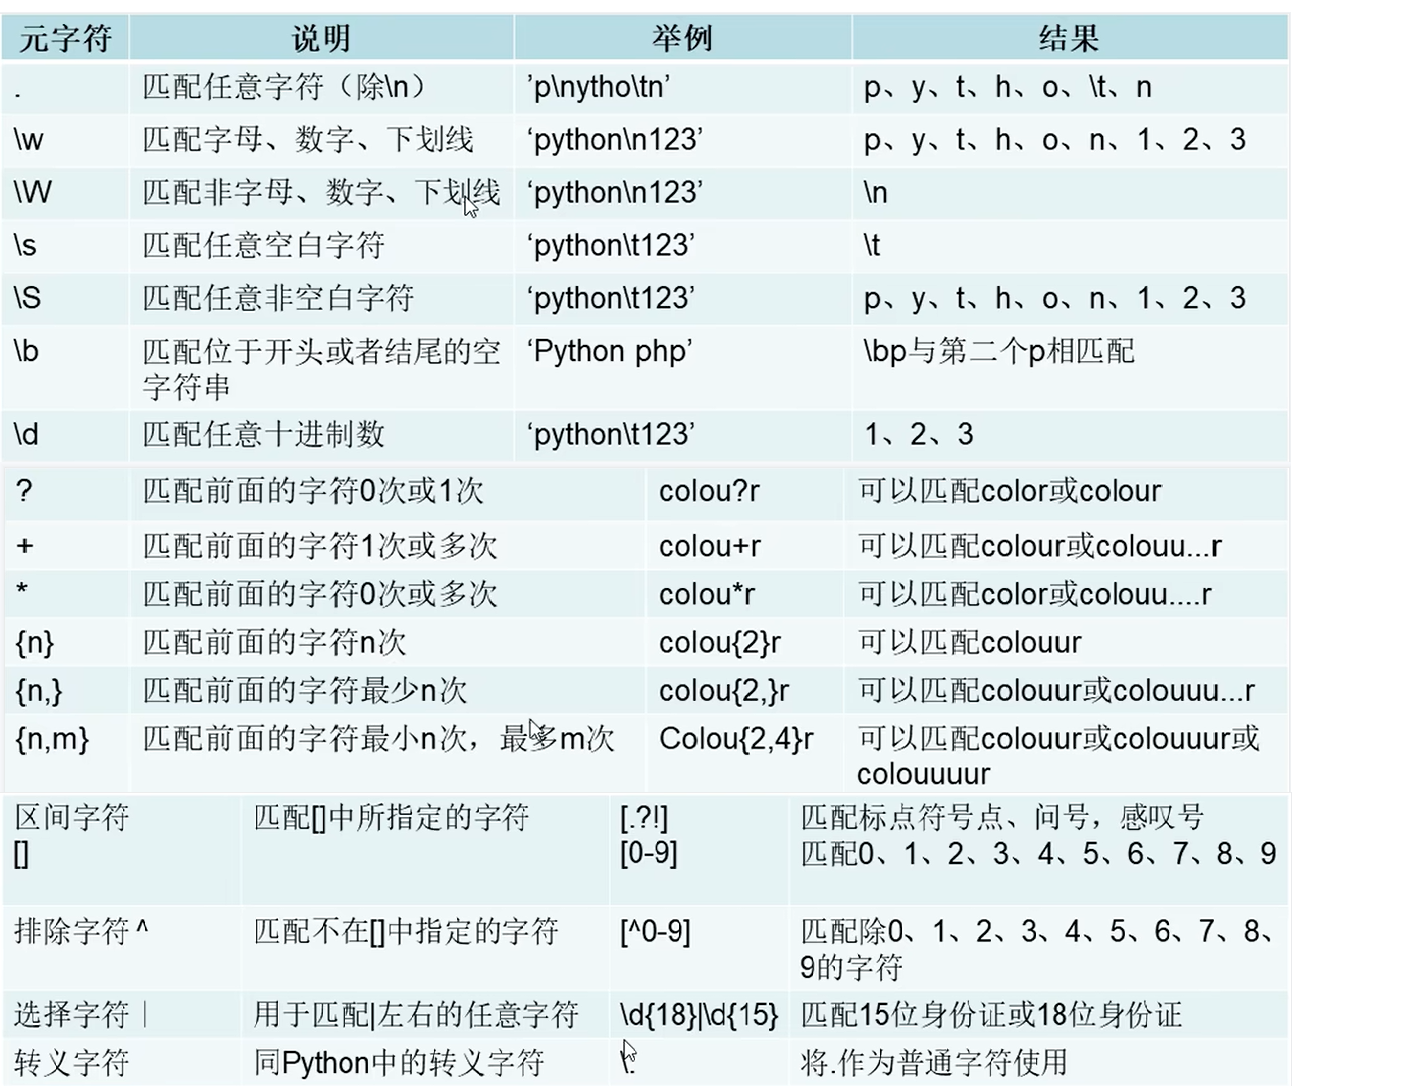 元字符 说明 举例 结果
. 匹配任意字符（除\n） ’p\nytho\tn’ p、y、t、h、o、\t、n
\w 匹配字母、数字、下划线 ‘python\n123’ p、y、t、h、o、n、1、2、3
\W 匹配非字母、数字、下划线 ‘python\n123’ \n
\s 匹配任意空白字符 ‘python\t123’ \t
\S 匹配任意非空白字符 ‘python\t123’ p、y、t、h、o、n、1、2、3
\b 匹配位于开头或者结尾的空 ‘Python php’ \bp与第二个p相匹配
字符串
\d 匹配任意十进制数 ‘python\t123’ 1、2、3
? 匹配前面的字符0次或1次 colou?r 可以匹配color或colour
+ 匹配前面的字符1次或多次 colou+r 可以匹配colour或colouu...r
* 匹配前面的字符0次或多次 colou*r 可以匹配color或colouu....r
{n} 匹配前面的字符n次 colou{2}r 可以匹配colouur
{n,} 匹配前面的字符最少n次 colou{2,}r 可以匹配colouur或colouuu...r
{n,m} 匹配前面的字符最小n次，最多m次 Colou{2,4}r 可以匹配colouur或colouuur或
colouuuur
区间字符 匹配[]中所指定的字符 [.?!] 匹配标点符号点、问号，感叹号
[] [0-9] 匹配0、1、2、3、4、5、6、7、8、9
排除字符^ 匹配不在[]中指定的字符 [^0-9] 匹配除0、1、2、3、4、5、6、7、8、
9的字符
选择字符| 用于匹配|左右的任意字符 \d{18}|\d{15} 匹配15位身份证或18位身份证
转义字符 同Python中的转义字符 \. 将.作为普通字符使用